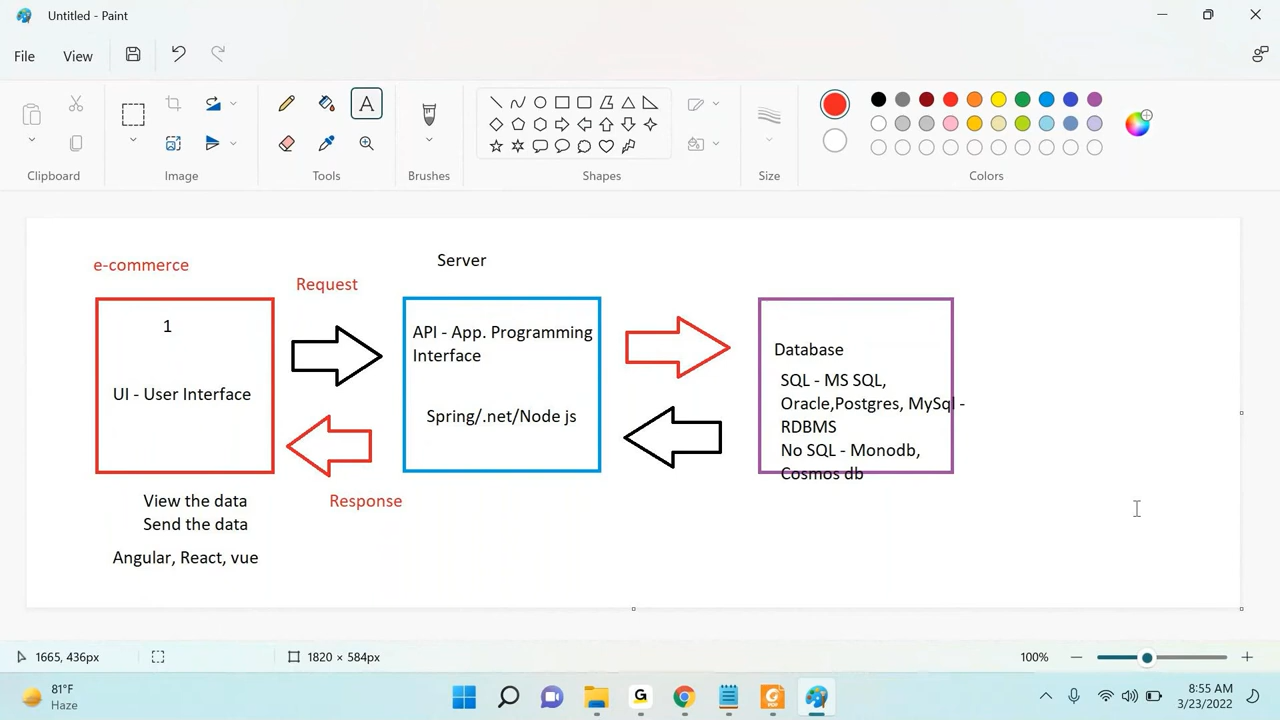 Untitled - Paint
File
View
Clipboard
Image
Tools
Brushes
Shapes
Size
Colors
e-commerce
Request
Server
1
UI - User Interface
API - App. Programming
Interface
Spring/.net/Node js
Database
SQL - MS SQL,
Oracle,Postgres, MySql -
RDBMS
No SQL - Monodb,
Cosmos db
View the data
Send the data
Response
Angular, React, vue
1665, 436px
1820 × 584px
100%
81°F
Haze
G
PDF
8:55 AM
3/23/2022